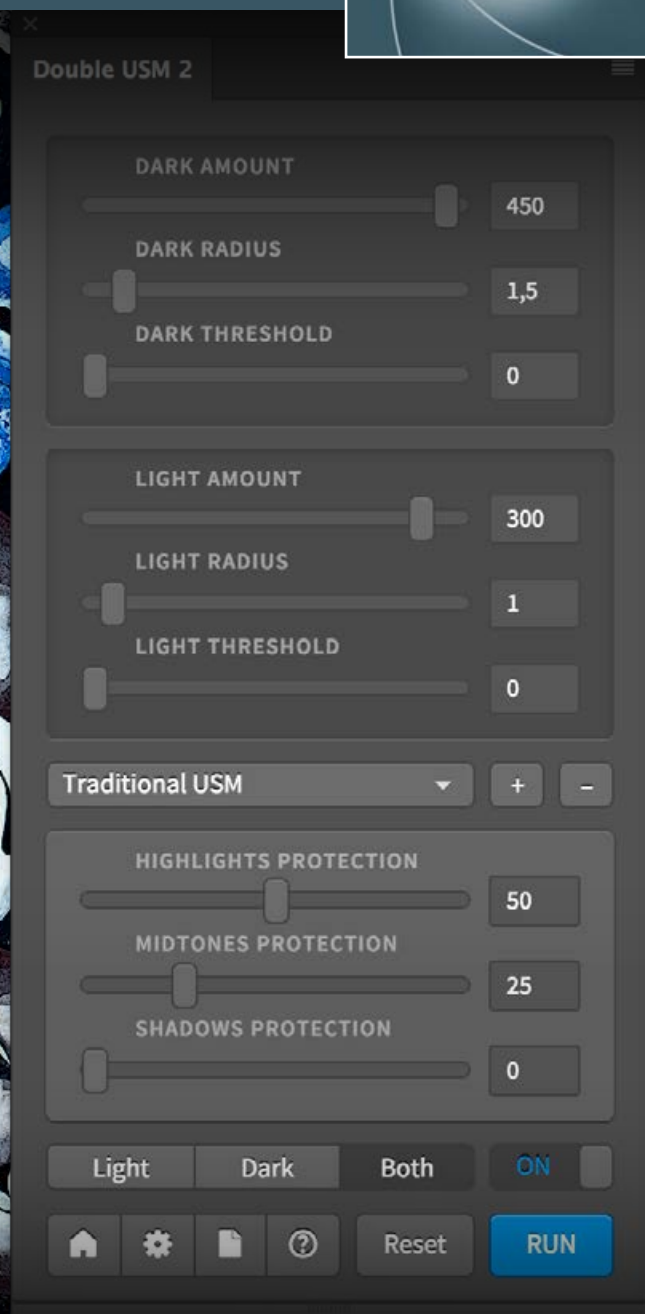 Double USM 2
DARK AMOUNT
450
DARK RADIUS
1,5
DARK THRESHOLD
0
LIGHT AMOUNT
300
LIGHT RADIUS
1
LIGHT THRESHOLD
0
Traditional USM
+ -
HIGHLIGHTS PROTECTION
50
MIDTONES PROTECTION
25
SHADOWS PROTECTION
0
Light Dark Both ON
Reset RUN